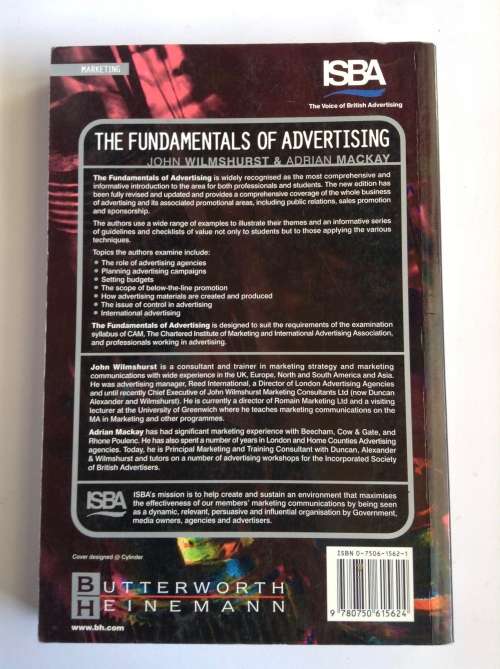 MARKETING
ISBA
The Voice of British Advertising
THE FUNDAMENTALS OF ADVERTISING
JOHN WILMSHURST & ADRIAN MACKAY
The Fundamentals of Advertising is widely recognised as the most comprehensive and
informative introduction to the area for both professionals and students. The new edition has
been fully revised and updated and provides a comprehensive coverage of the whole business
of advertising and its associated promotional areas, including public relations, sales promotion
and sponsorship.
The authors use a wide range of examples to illustrate their themes and an informative series
of guidelines and checklists of value not only to students but to those applying the various
techniques.
Topics the authors examine include:
• The role of advertising agencies
• Planning advertising campaigns
• Setting budgets
• The scope of below-the-line promotion
• How advertising materials are created and produced
• The issue of control in advertising
• International advertising
The Fundamentals of Advertising is designed to suit the requirements of the examination
syllabus of CAM, The Chartered Institute of Marketing and International Advertising Association,
and professionals working in advertising.
John Wilmshurst is a consultant and trainer in marketing strategy and marketing
communications with wide experience in the UK, Europe, North and South America and Asia.
He was advertising manager, Reed International, a Director of London Advertising Agencies
and until recently Chief Executive of John Wilmshurst Marketing Consultants Ltd (now Duncan
Alexander and Wilmshurst). He is currently a director of Romain Marketing Ltd and a visiting
lecturer at the University of Greenwich where he teaches marketing communications on the
MA in Marketing and other programmes.
Adrian Mackay has had significant marketing experience with Beecham, Cow & Gate, and
Rhone Poulenc. He has also spent a number of years in London and Home Counties Advertising
agencies. Today, he is Principal Marketing and Training Consultant with Duncan, Alexander
& Wilmshurst and tutors on a number of advertising workshops for the Incorporated Society
of British Advertisers.
ISBA
ISBA's mission is to help create and sustain an environment that maximises
the effectiveness of our members' marketing communications by being seen
as a dynamic, relevant, persuasive and influential organisation by Government,
media owners, agencies and advertisers.
Cover designed @ Cylinder
ISBN 0-7506-1562-1
9 780750 615624
BUTTERWORTH
HEINEMANN
www.bh.com